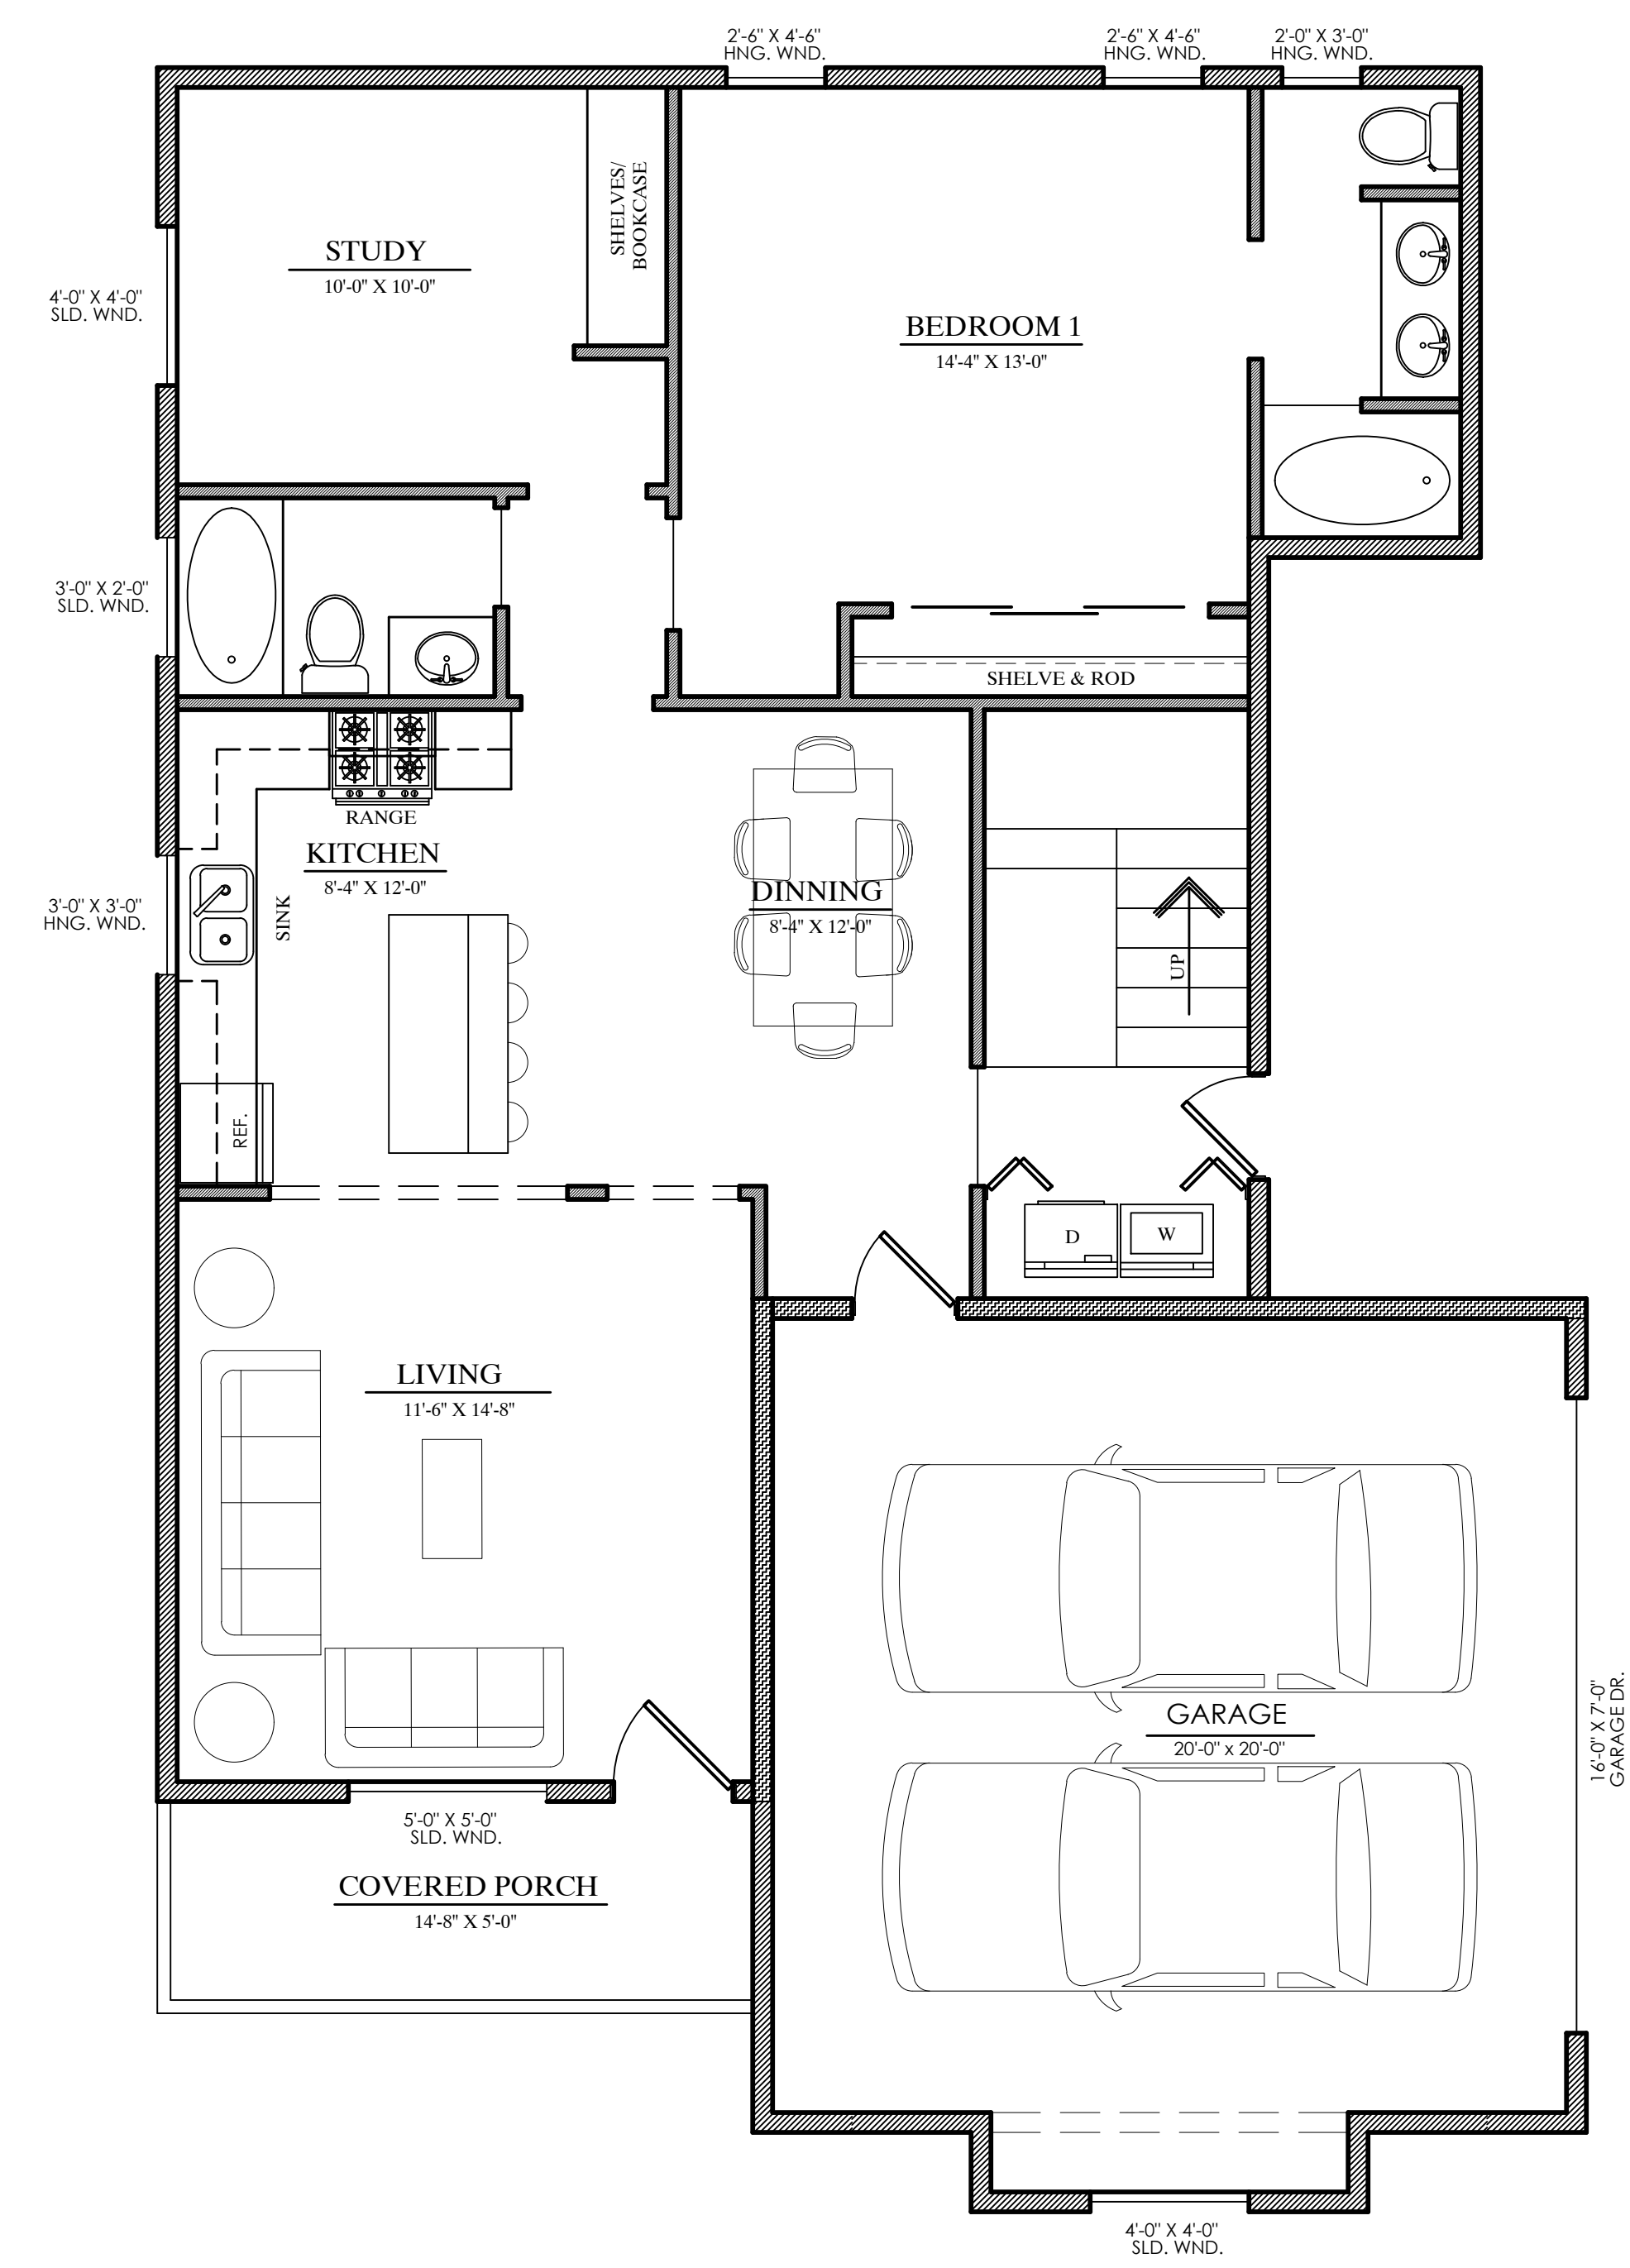 2'-6" X 4'-6"
HNG. WND.
2'-6" X 4'-6"
HNG. WND.
2'-0" X 3'-0"
HNG. WND.
SHELVES/
BOOKCASE
STUDY
10'-0" X 10'-0"
4'-0" X 4'-0"
SLD. WND.
BEDROOM 1
14'-4" X 13'-0"
3'-0" X 2'-0"
SLD. WND.
SHELVE & ROD
RANGE
KITCHEN
8'-4" X 12'-0"
DINNING
8'-4" X 12'-0"
3'-0" X 3'-0"
HNG. WND.
SINK
UP
REF.
D
W
LIVING
11'-6" X 14'-8"
GARAGE
20'-0" x 20'-0"
16'-0" X 7'-0"
GARAGE DR.
5'-0" X 5'-0"
SLD. WND.
COVERED PORCH
14'-8" X 5'-0"
4'-0" X 4'-0"
SLD. WND.